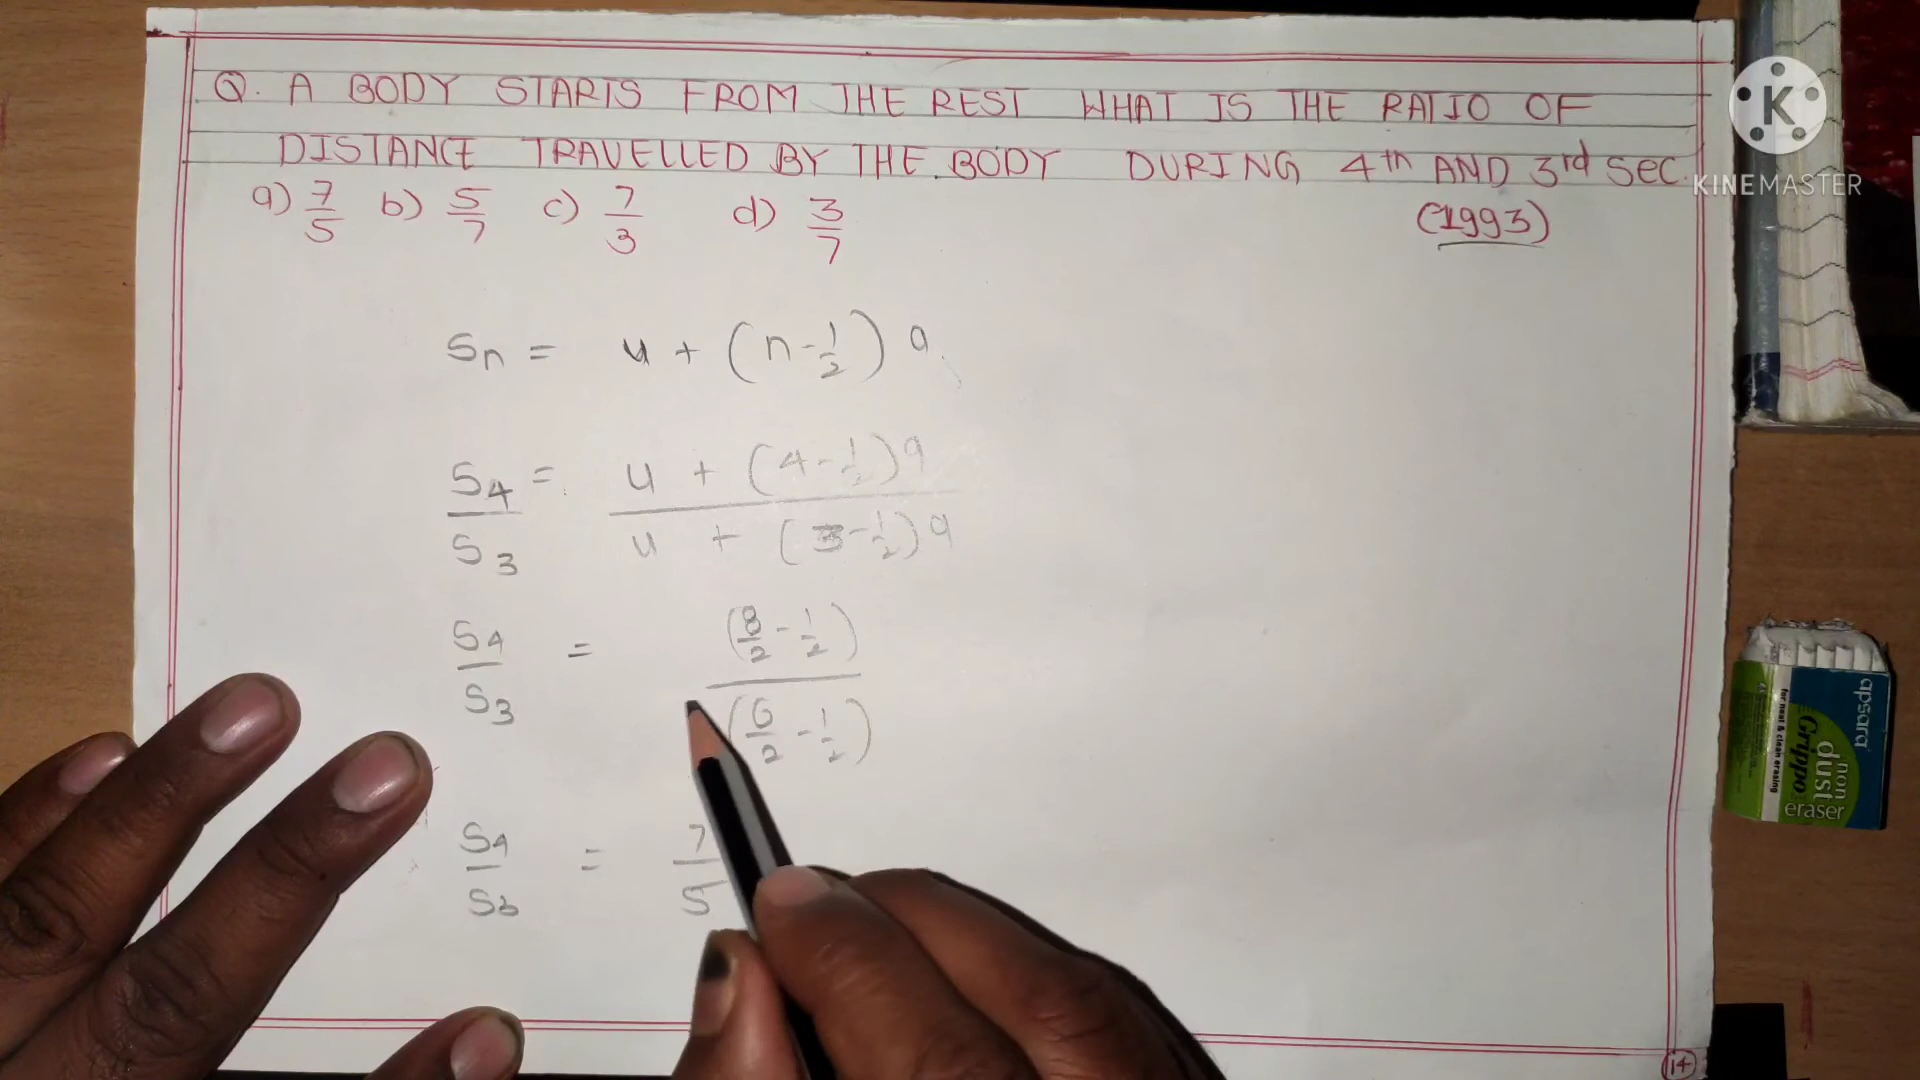 Q. A BODY STARTS FROM THE REST WHAT IS THE RATIO OF
DISTANCE TRAVELLED BY THE BODY DURING 4th AND 3rd SEC.
a) 7/5 b) 5/7 c) 7/3 d) 3/7
(1993)
Sn = u + (n - 1/2) a
S4/S3 = u + (4 - 1/2) a / u + (3 - 1/2) a
S4/S3 = (8/2 - 1/2) / (6/2 - 1/2)
S4/S3 = 7/5
14
K
KINEMASTER
apsara
non
dust
eraser
Grippo
for neat & clean erasing